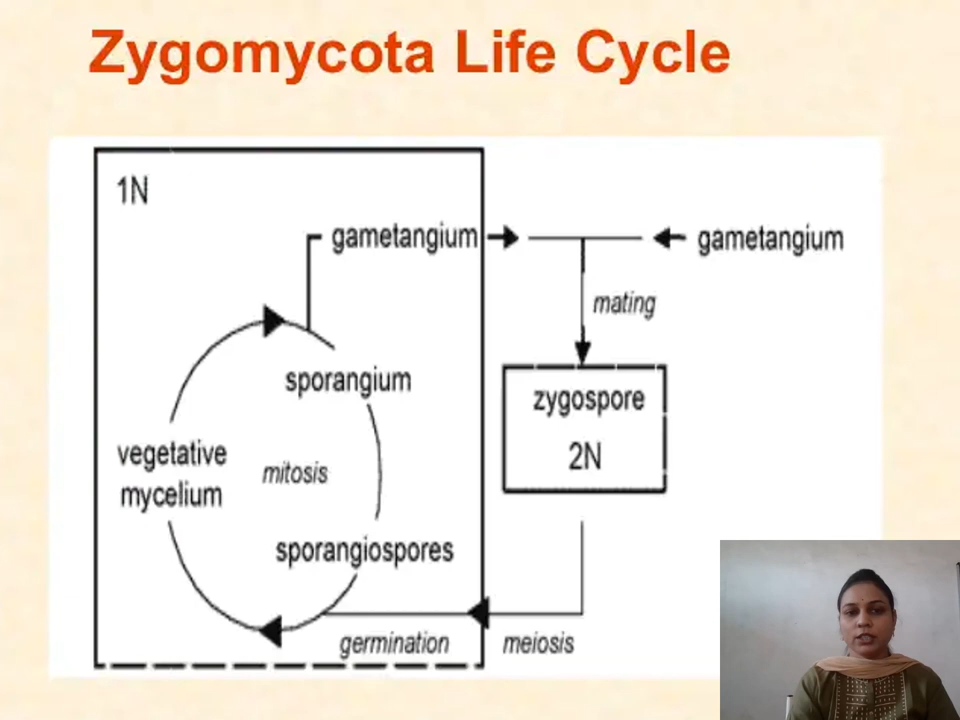 Zygomycota Life Cycle
1N
gametangium
gametangium
mating
sporangium
zygospore
2N
vegetative
mycelium
mitosis
sporangiospores
germination
meiosis